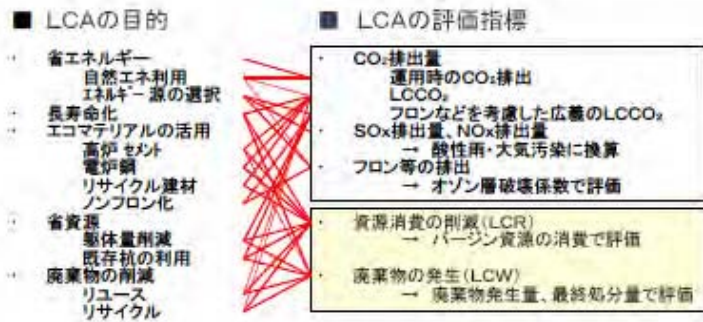 ■ LCAの目的
・ 省エネルギー
自然エネ利用
エネルギー源の選択
・ 長寿命化
・ エコマテリアルの活用
高炉セメント
電炉鋼
リサイクル建材
ノンフロン化
・ 省資源
躯体量削減
既存杭の利用
・ 廃棄物の削減
リユース
リサイクル
■ LCAの評価指標
・ CO₂排出量
運用時のCO₂排出
LCCO₂
フロンなどを考慮した広義のLCCO₂
・ SOx排出量、NOx排出量
→ 酸性雨・大気汚染に換算
・ フロン等の排出
→ オゾン層破壊係数で評価
・ 資源消費の削減(LCR)
→ バージン資源の消費で評価
・ 廃棄物の発生(LCW)
→ 廃棄物発生量、最終処分量で評価